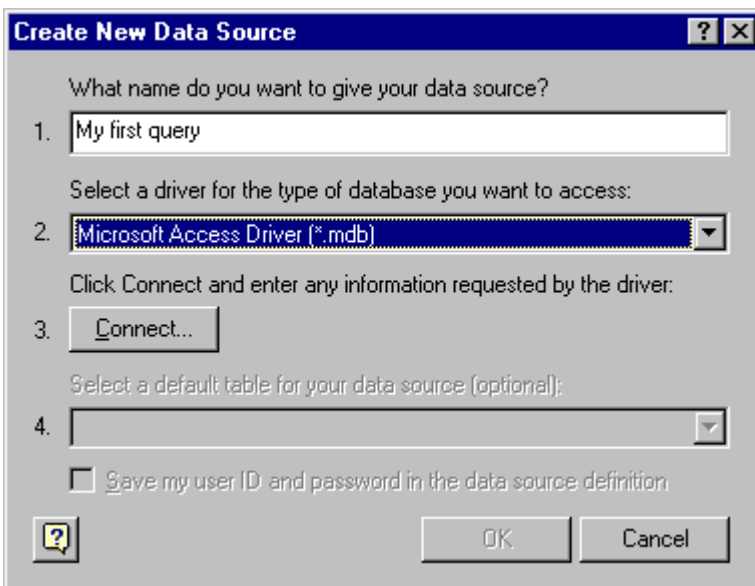 Create New Data Source
What name do you want to give your data source?
1. My first query
Select a driver for the type of database you want to access:
2. Microsoft Access Driver (*.mdb)
Click Connect and enter any information requested by the driver:
3. Connect...
Select a default table for your data source (optional):
4.
Save my user ID and password in the data source definition
OK Cancel